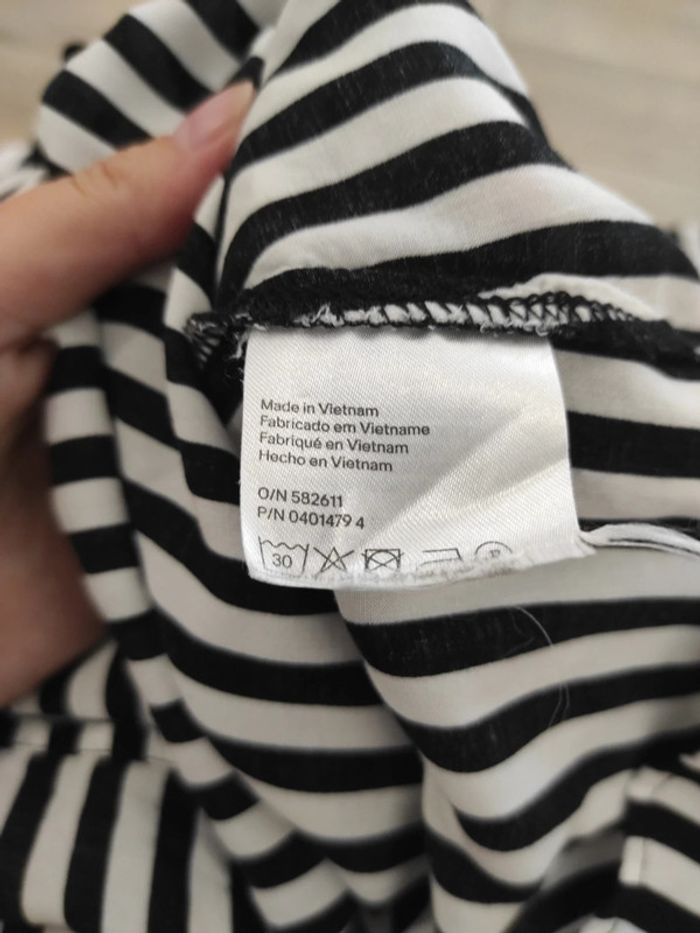 Made in Vietnam
Fabricado em Vietname
Fabriqué en Vietnam
Hecho en Vietnam
O/N 582611
P/N 0401479 4
30